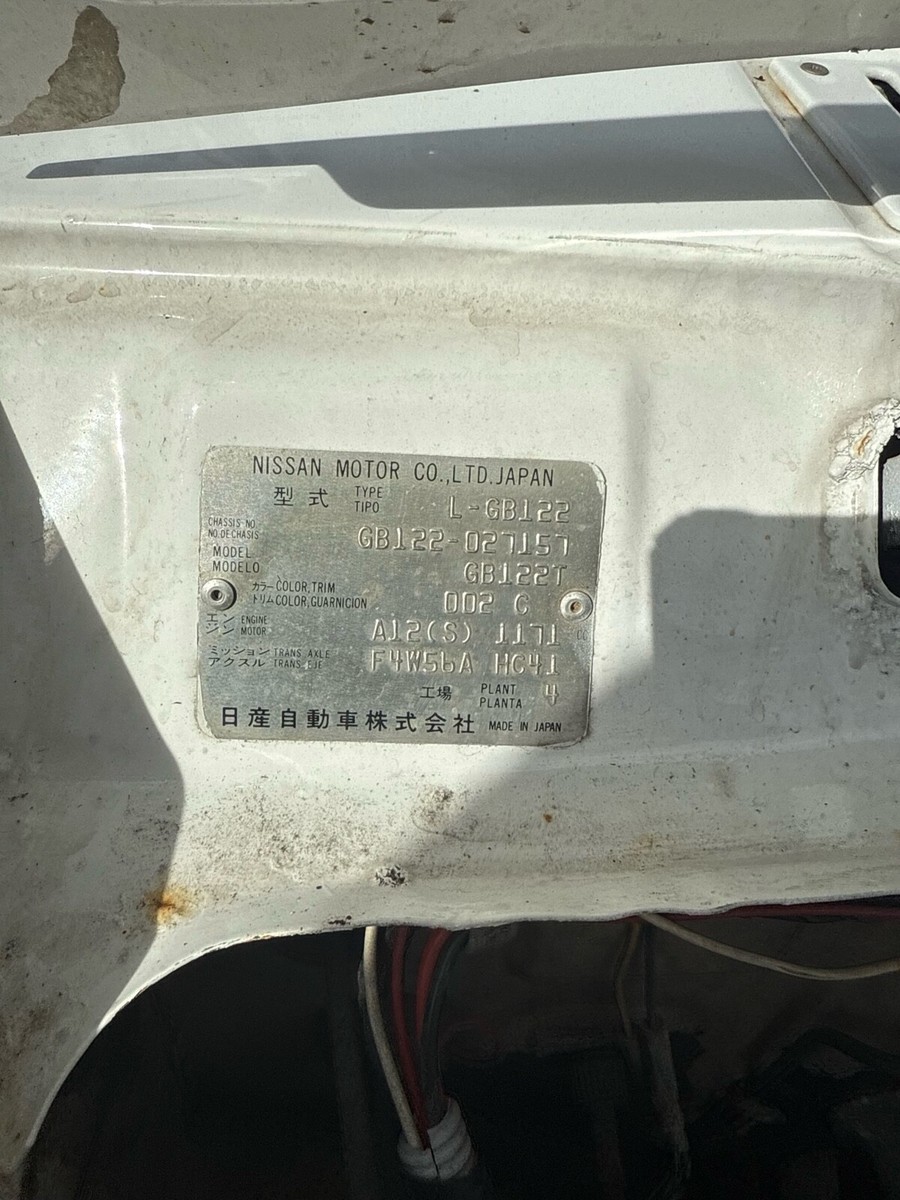 NISSAN MOTOR CO.,LTD. JAPAN
型式 TYPE TIPO L-GB122
CHASSIS NO. NO. DE CHASIS GB122-027157
MODEL MODELO GB122T
カラー COLOR,TRIM トリム COLOR,GUARNICION 002 C
エンジン ENGINE MOTOR A12(S) 1171 CC
ミッション TRANS. AXLE アクスル TRANS. EJE F4W56A HC41
工場 PLANT PLANTA 4
日産自動車株式会社 MADE IN JAPAN